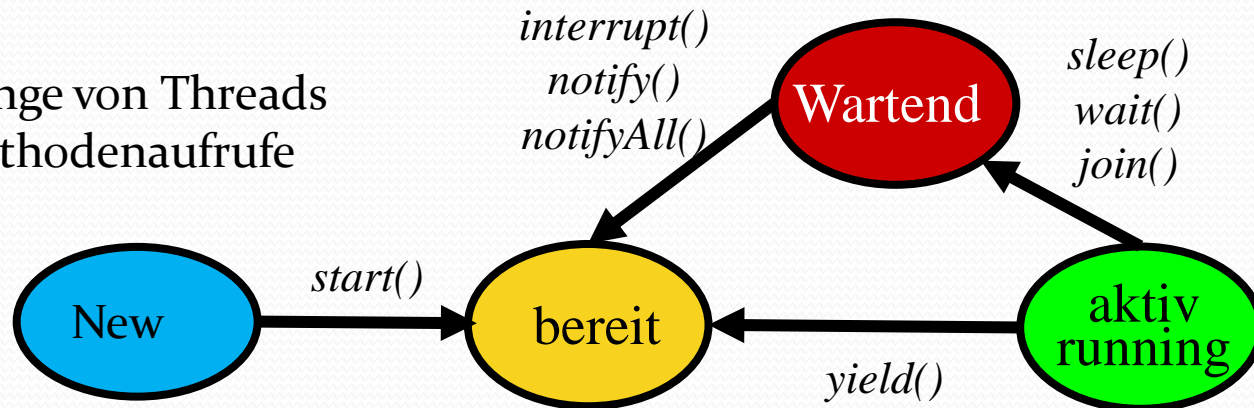 nge von Threads
thodenaufrufe
interrupt()
notify()
notifyAll()
Wartend
sleep()
wait()
join()
New
start()
bereit
yield()
aktiv
running